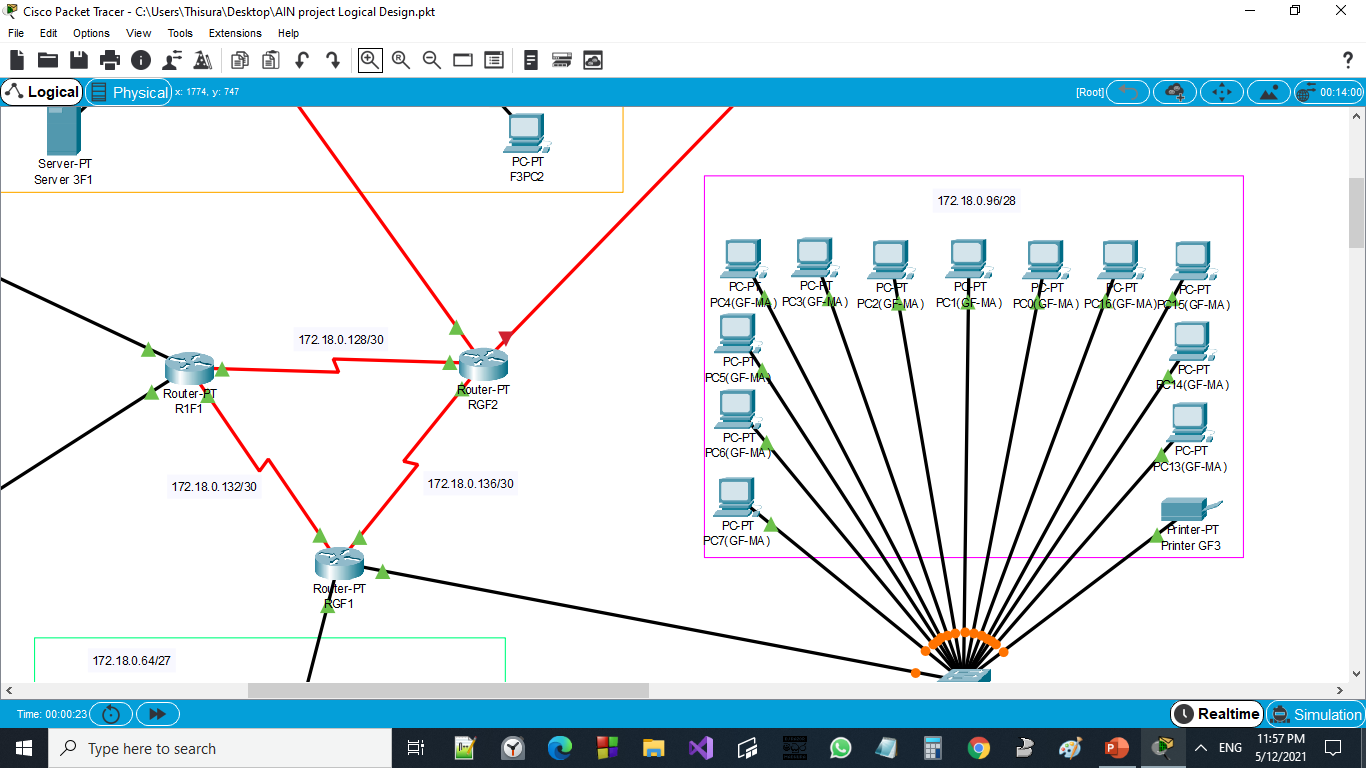 Cisco Packet Tracer - C:\Users\Thisura\Desktop\AIN project Logical Design.pkt
File Edit Options View Tools Extensions Help
?
Logical Physical x: 1774, y: 747 [Root] 00:14:00
Server-PT
Server 3F1
PC-PT
F3PC2
172.18.0.96/28
PC-PT PC-PT PC-PT PC-PT PC-PT PC-PT PC-PT
PC4(GF-MA) PC3(GF-MA) PC2(GF-MA) PC1(GF-MA) PC0(GF-MA) PC16(GF-MA) PC15(GF-MA)
172.18.0.128/30
PC-PT
PC5(GF-MA)
PC-PT
PC14(GF-MA)
Router-PT
R1F1
Router-PT
RGF2
PC-PT
PC6(GF-MA)
PC-PT
PC13(GF-MA)
172.18.0.132/30
172.18.0.136/30
PC-PT
PC7(GF-MA)
Printer-PT
Printer GF3
Router-PT
RGF1
172.18.0.64/27
Time: 00:00:23
Realtime Simulation
Type here to search
ENG
11:57 PM
5/12/2021